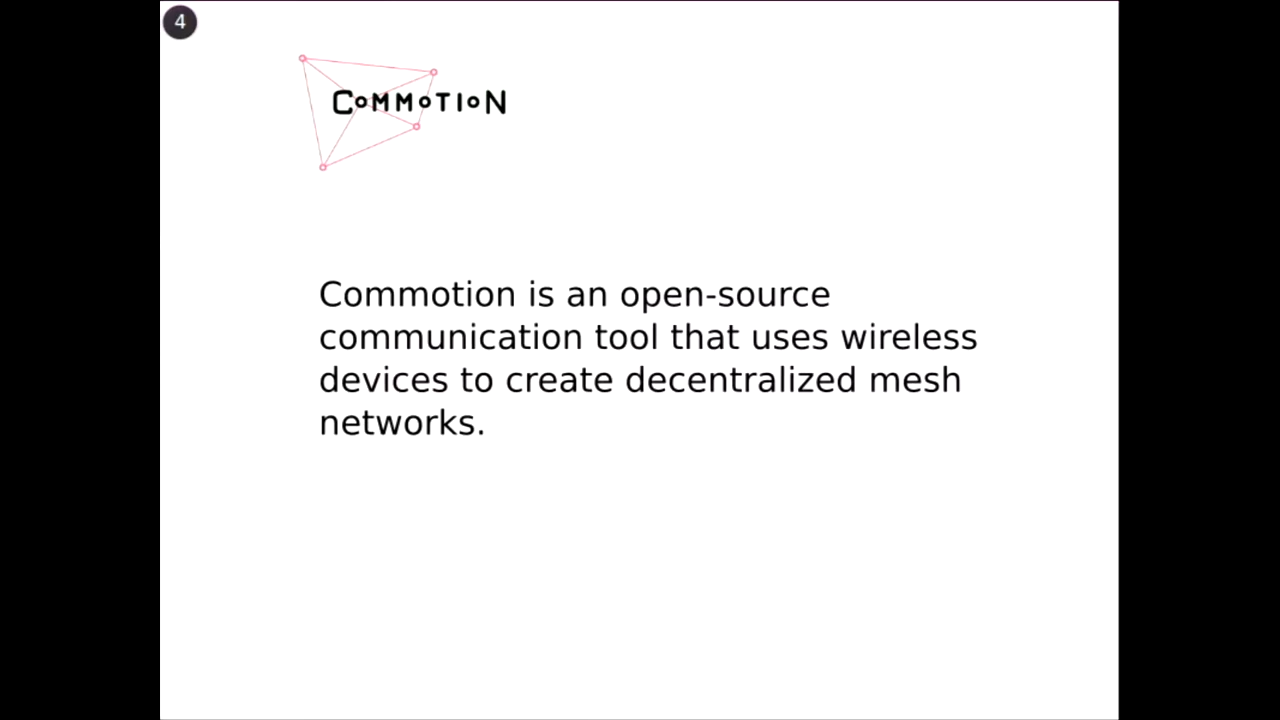 4
COMMOTION
Commotion is an open-source
communication tool that uses wireless
devices to create decentralized mesh
networks.